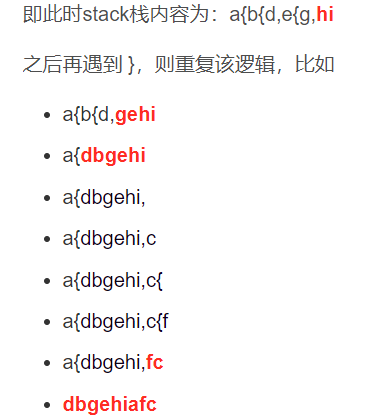 即此时stack栈内容为：a{b{d,e{g,hi
之后再遇到 }，则重复该逻辑，比如
• a{b{d,gehi
• a{dbgehi
• a{dbgehi,
• a{dbgehi,c
• a{dbgehi,c{
• a{dbgehi,c{f
• a{dbgehi,fc
• dbgehiafc